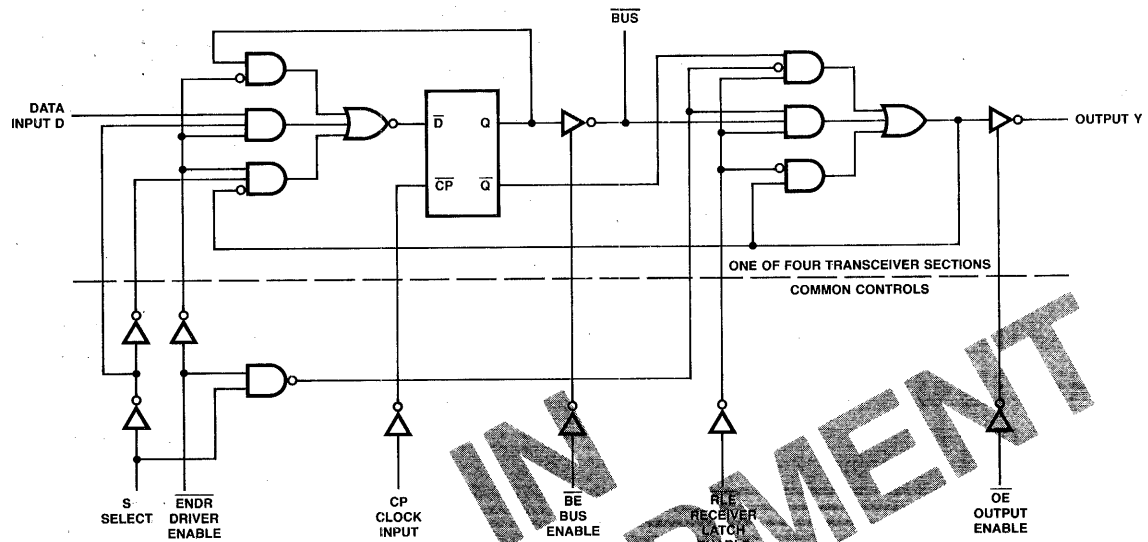 BUS
DATA
INPUT D
D
Q
CP
Q
OUTPUT Y
ONE OF FOUR TRANSCEIVER SECTIONS
COMMON CONTROLS
IN
S
SELECT
ENDR
DRIVER
ENABLE
CP
CLOCK
INPUT
BE
BUS
ENABLE
RLE
RECEIVER
LATCH
OE
OUTPUT
ENABLE